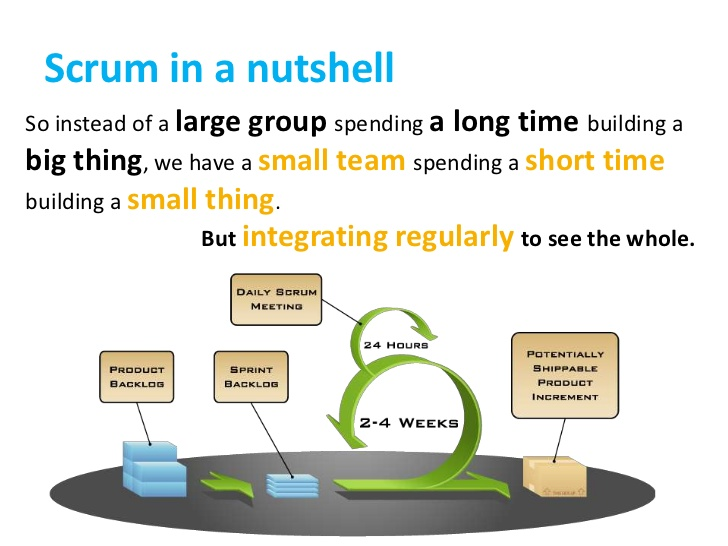 Scrum in a nutshell
So instead of a large group spending a long time building a
big thing, we have a small team spending a short time
building a small thing.
But integrating regularly to see the whole.
Daily Scrum
Meeting
24 Hours
Product
Backlog
Sprint
Backlog
Potentially
Shippable
Product
Increment
2-4 Weeks